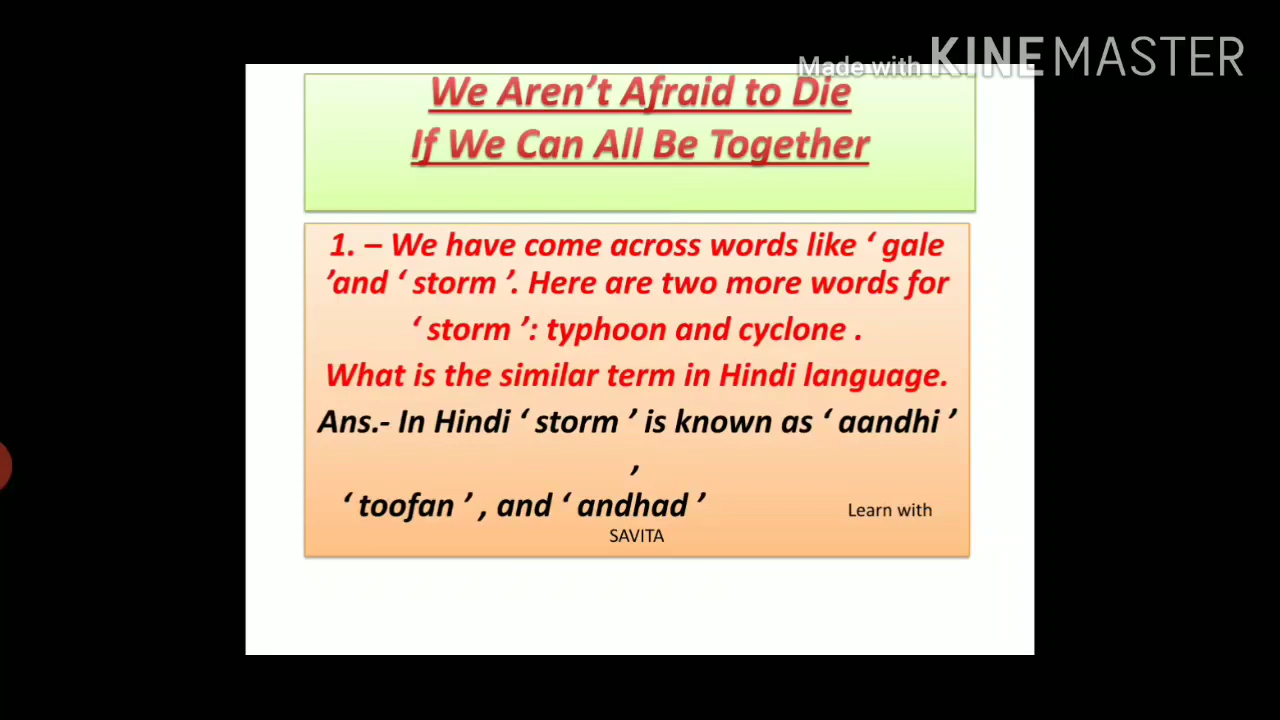 Made with KINEMASTER
We Aren’t Afraid to Die
If We Can All Be Together
1. – We have come across words like ‘ gale
’and ‘ storm ’. Here are two more words for
‘ storm ’: typhoon and cyclone .
What is the similar term in Hindi language.
Ans.- In Hindi ‘ storm ’ is known as ‘ aandhi ’
,
‘ toofan ’ , and ‘ andhad ’ Learn with
SAVITA